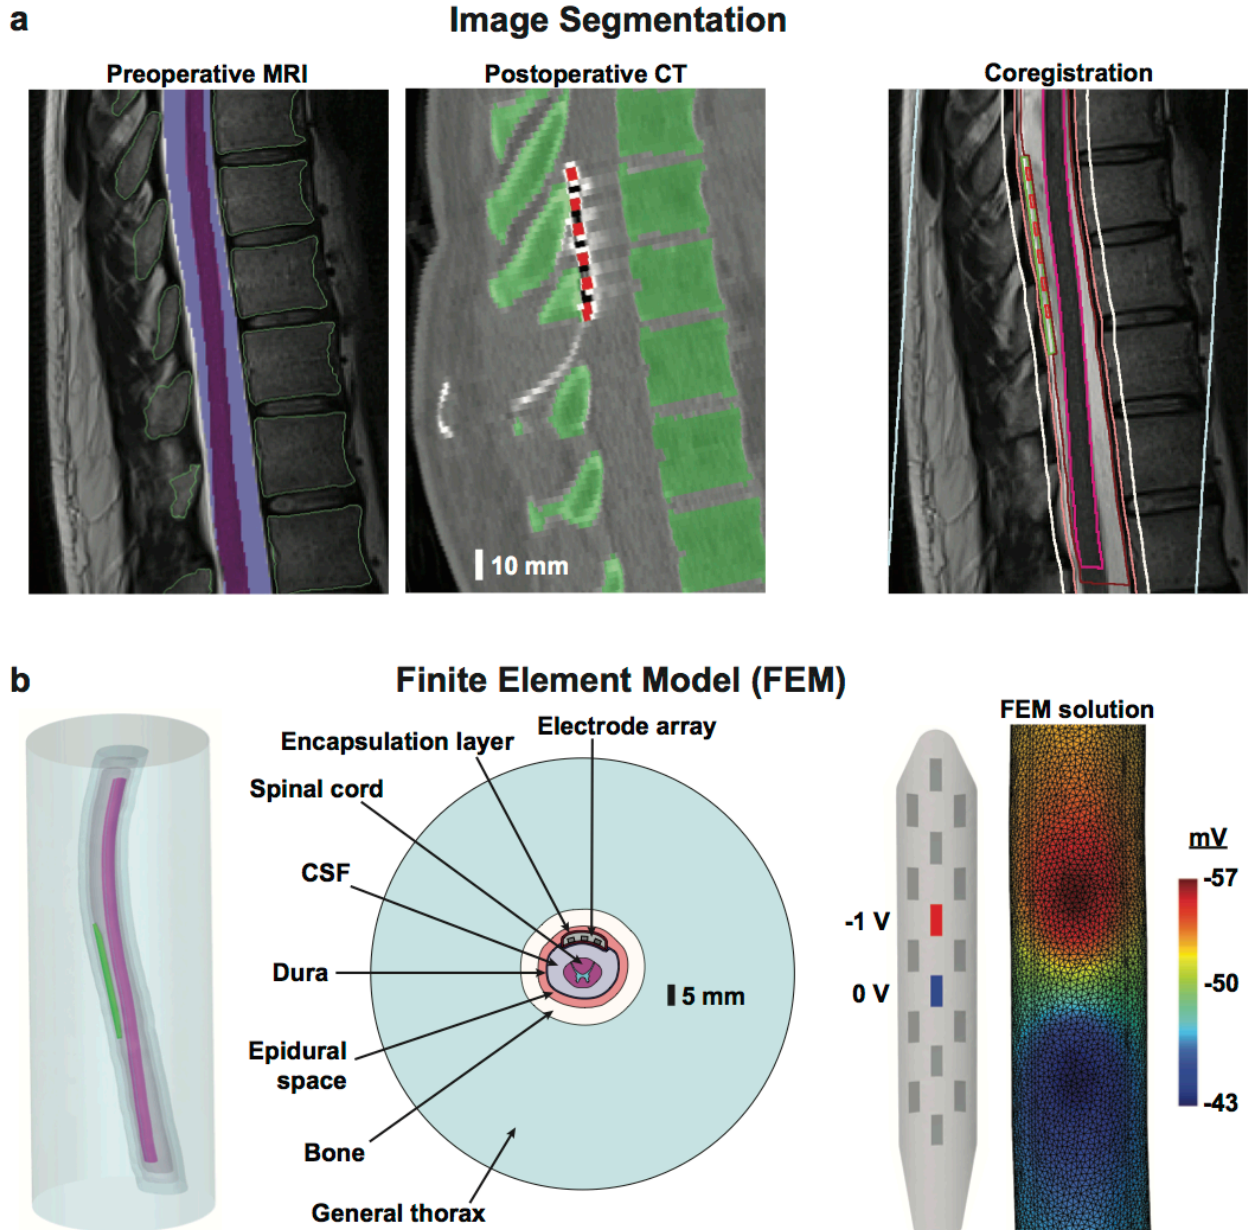 a
Image Segmentation
Preoperative MRI
Postoperative CT
Coregistration
10 mm
b
Finite Element Model (FEM)
Encapsulation layer
Electrode array
Spinal cord
CSF
Dura
Epidural
space
Bone
General thorax
5 mm
FEM solution
-1 V
0 V
mV
-57
-50
-43